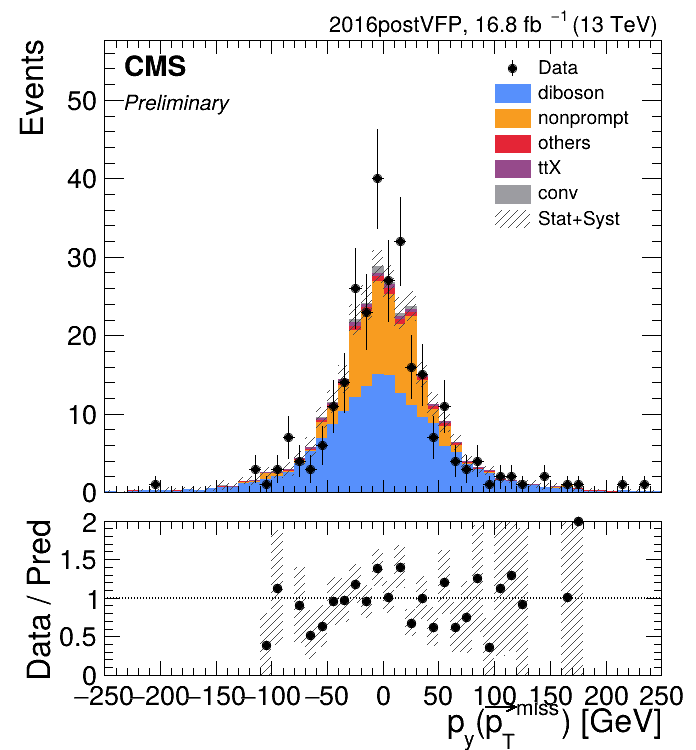 2016postVFP, 16.8 fb⁻¹ (13 TeV)
CMS
Preliminary
Events
50
40
30
20
10
0
Data
diboson
nonprompt
others
ttX
conv
Stat+Syst
Data / Pred
2
1.5
1
0.5
0
−250 −200 −150 −100 −50 0 50 100 150 200 250
p_y(p_T^miss) [GeV]